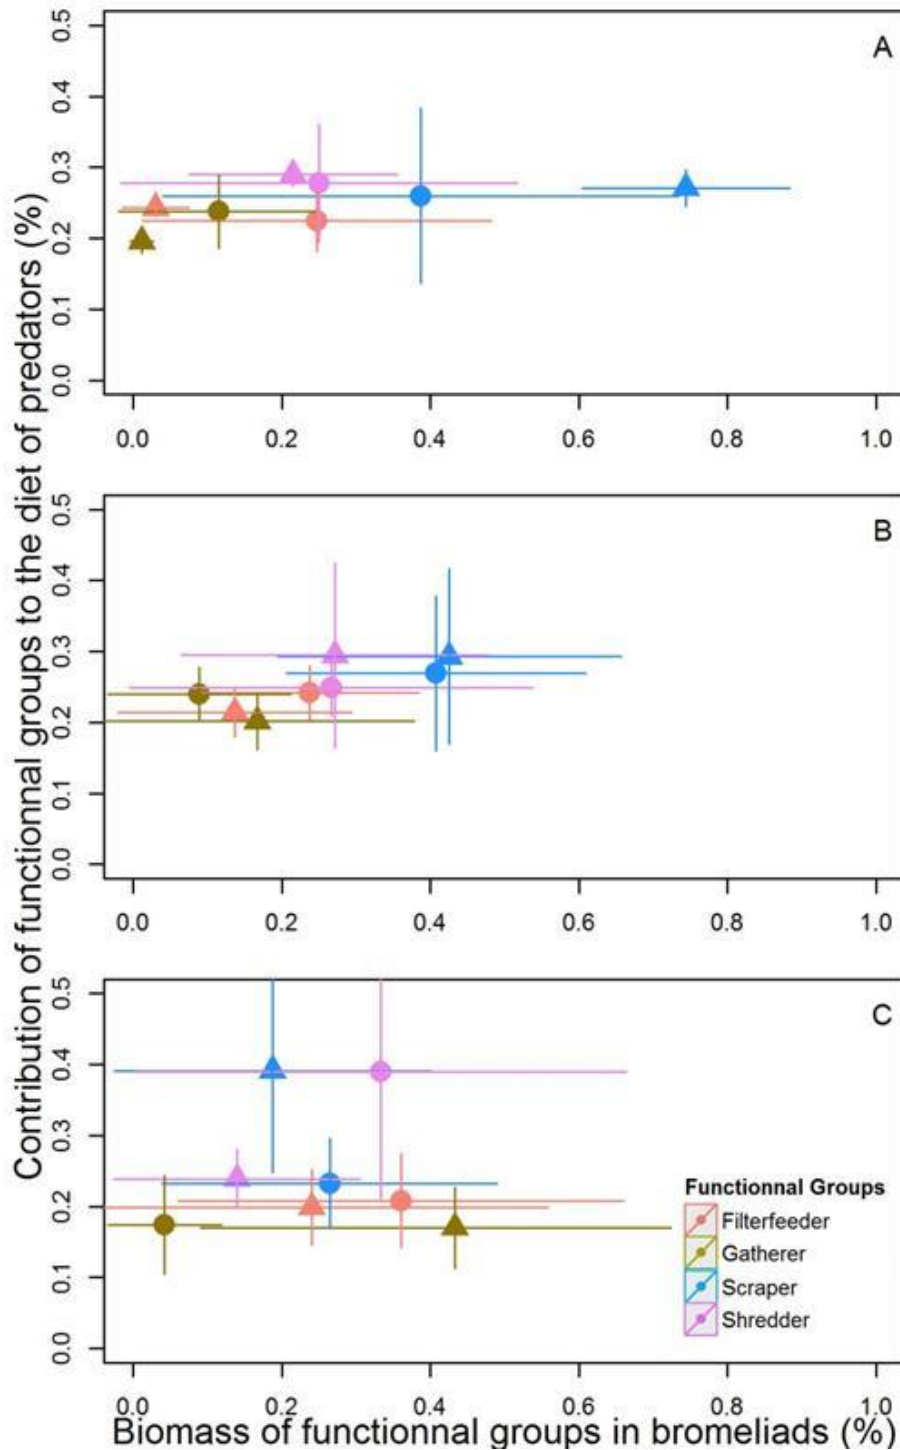 Contribution of functionnal groups to the diet of predators (%)
A
0.5
0.4
0.3
0.2
0.1
0.0
0.0 0.2 0.4 0.6 0.8 1.0
B
0.5
0.4
0.3
0.2
0.1
0.0
0.0 0.2 0.4 0.6 0.8 1.0
C
0.5
0.4
0.3
0.2
0.1
0.0
Functionnal Groups
Filterfeeder
Gatherer
Scraper
Shredder
0.0 0.2 0.4 0.6 0.8 1.0
Biomass of functionnal groups in bromeliads (%)